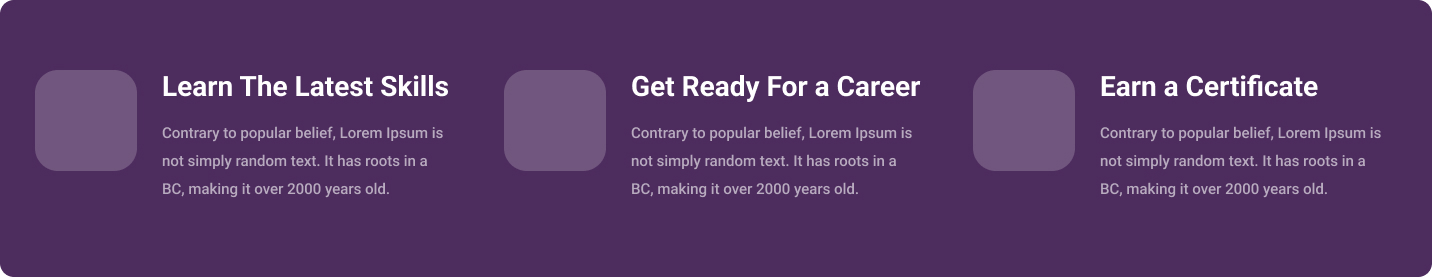 Learn The Latest Skills
Contrary to popular belief, Lorem Ipsum is
not simply random text. It has roots in a
BC, making it over 2000 years old.
Get Ready For a Career
Contrary to popular belief, Lorem Ipsum is
not simply random text. It has roots in a
BC, making it over 2000 years old.
Earn a Certificate
Contrary to popular belief, Lorem Ipsum is
not simply random text. It has roots in a
BC, making it over 2000 years old.